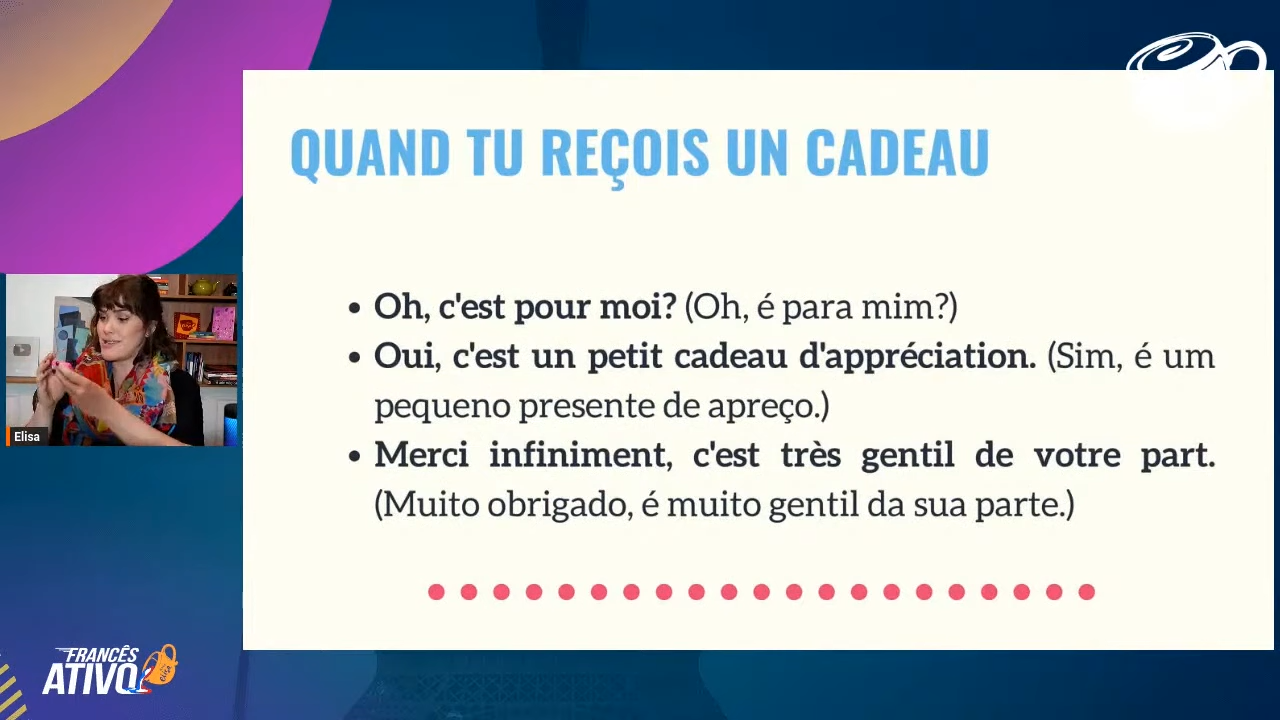 QUAND TU REÇOIS UN CADEAU
• Oh, c'est pour moi? (Oh, é para mim?)
• Oui, c'est un petit cadeau d'appréciation. (Sim, é um
pequeno presente de apreço.)
• Merci infiniment, c'est très gentil de votre part.
(Muito obrigado, é muito gentil da sua parte.)
Elisa
FRANCÊS
ATIVO